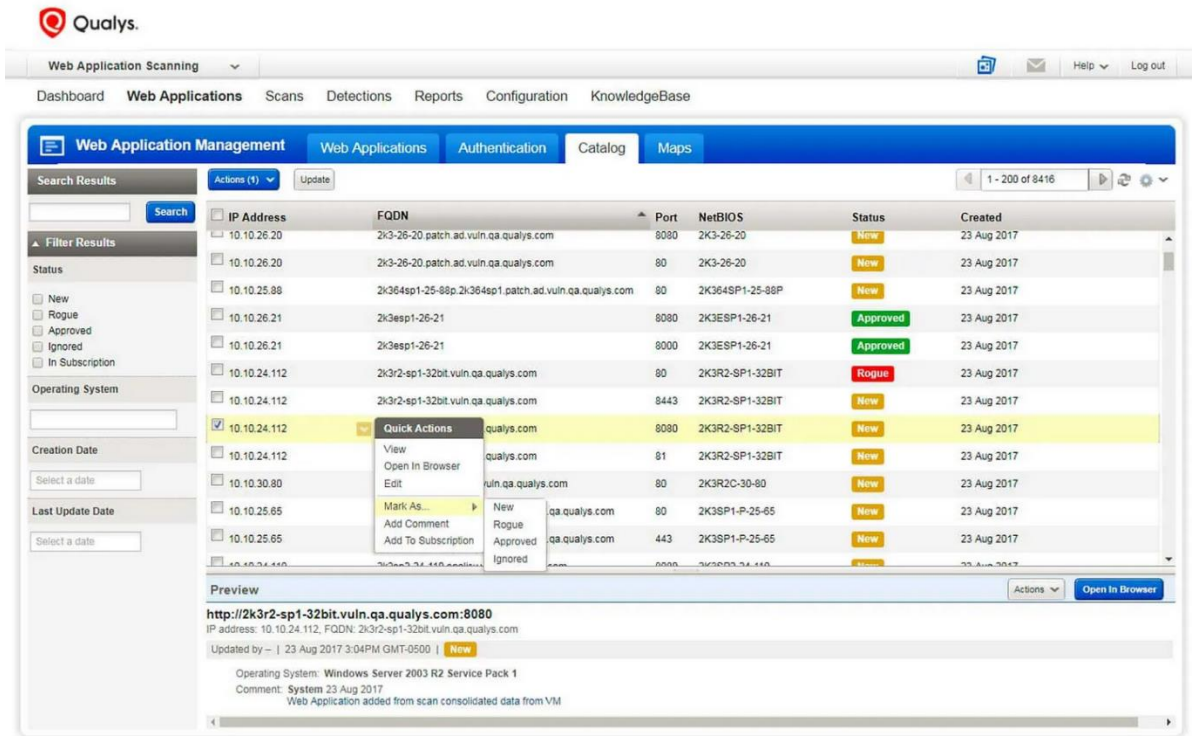 Qualys.
Web Application Scanning
Help Log out
Dashboard Web Applications Scans Detections Reports Configuration KnowledgeBase
Web Application Management Web Applications Authentication Catalog Maps
Search Results
Actions (1) Update 1 - 200 of 8416
Search
Filter Results
Status
New
Rogue
Approved
Ignored
In Subscription
Operating System
Creation Date
Select a date
Last Update Date
Select a date
IP Address FQDN Port NetBIOS Status Created
10.10.26.20 2k3-26-20.patch.ad.vuln.qa.qualys.com 8080 2K3-26-20 New 23 Aug 2017
10.10.26.20 2k3-26-20.patch.ad.vuln.qa.qualys.com 80 2K3-26-20 New 23 Aug 2017
10.10.25.88 2k364sp1-25-88p.2k364sp1.patch.ad.vuln.qa.qualys.com 80 2K364SP1-25-88P New 23 Aug 2017
10.10.26.21 2k3esp1-26-21 8080 2K3ESP1-26-21 Approved 23 Aug 2017
10.10.26.21 2k3esp1-26-21 8000 2K3ESP1-26-21 Approved 23 Aug 2017
10.10.24.112 2k3r2-sp1-32bit.vuln.qa.qualys.com 80 2K3R2-SP1-32BIT Rogue 23 Aug 2017
10.10.24.112 2k3r2-sp1-32bit.vuln.qa.qualys.com 8443 2K3R2-SP1-32BIT New 23 Aug 2017
10.10.24.112 qualys.com 8080 2K3R2-SP1-32BIT New 23 Aug 2017
10.10.24.112 qualys.com 81 2K3R2-SP1-32BIT New 23 Aug 2017
10.10.30.80 vuln.qa.qualys.com 80 2K3R2C-30-80 New 23 Aug 2017
10.10.25.65 .qa.qualys.com 80 2K3SP1-P-25-65 New 23 Aug 2017
10.10.25.65 .qa.qualys.com 443 2K3SP1-P-25-65 New 23 Aug 2017
Quick Actions
View
Open In Browser
Edit
Mark As...
Add Comment
Add To Subscription
New
Rogue
Approved
Ignored
Preview Actions Open In Browser
http://2k3r2-sp1-32bit.vuln.qa.qualys.com:8080
IP address: 10.10.24.112, FQDN: 2k3r2-sp1-32bit.vuln.qa.qualys.com
Updated by – | 23 Aug 2017 3:04PM GMT-0500 | New
Operating System: Windows Server 2003 R2 Service Pack 1
Comment: System 23 Aug 2017
Web Application added from scan consolidated data from VM